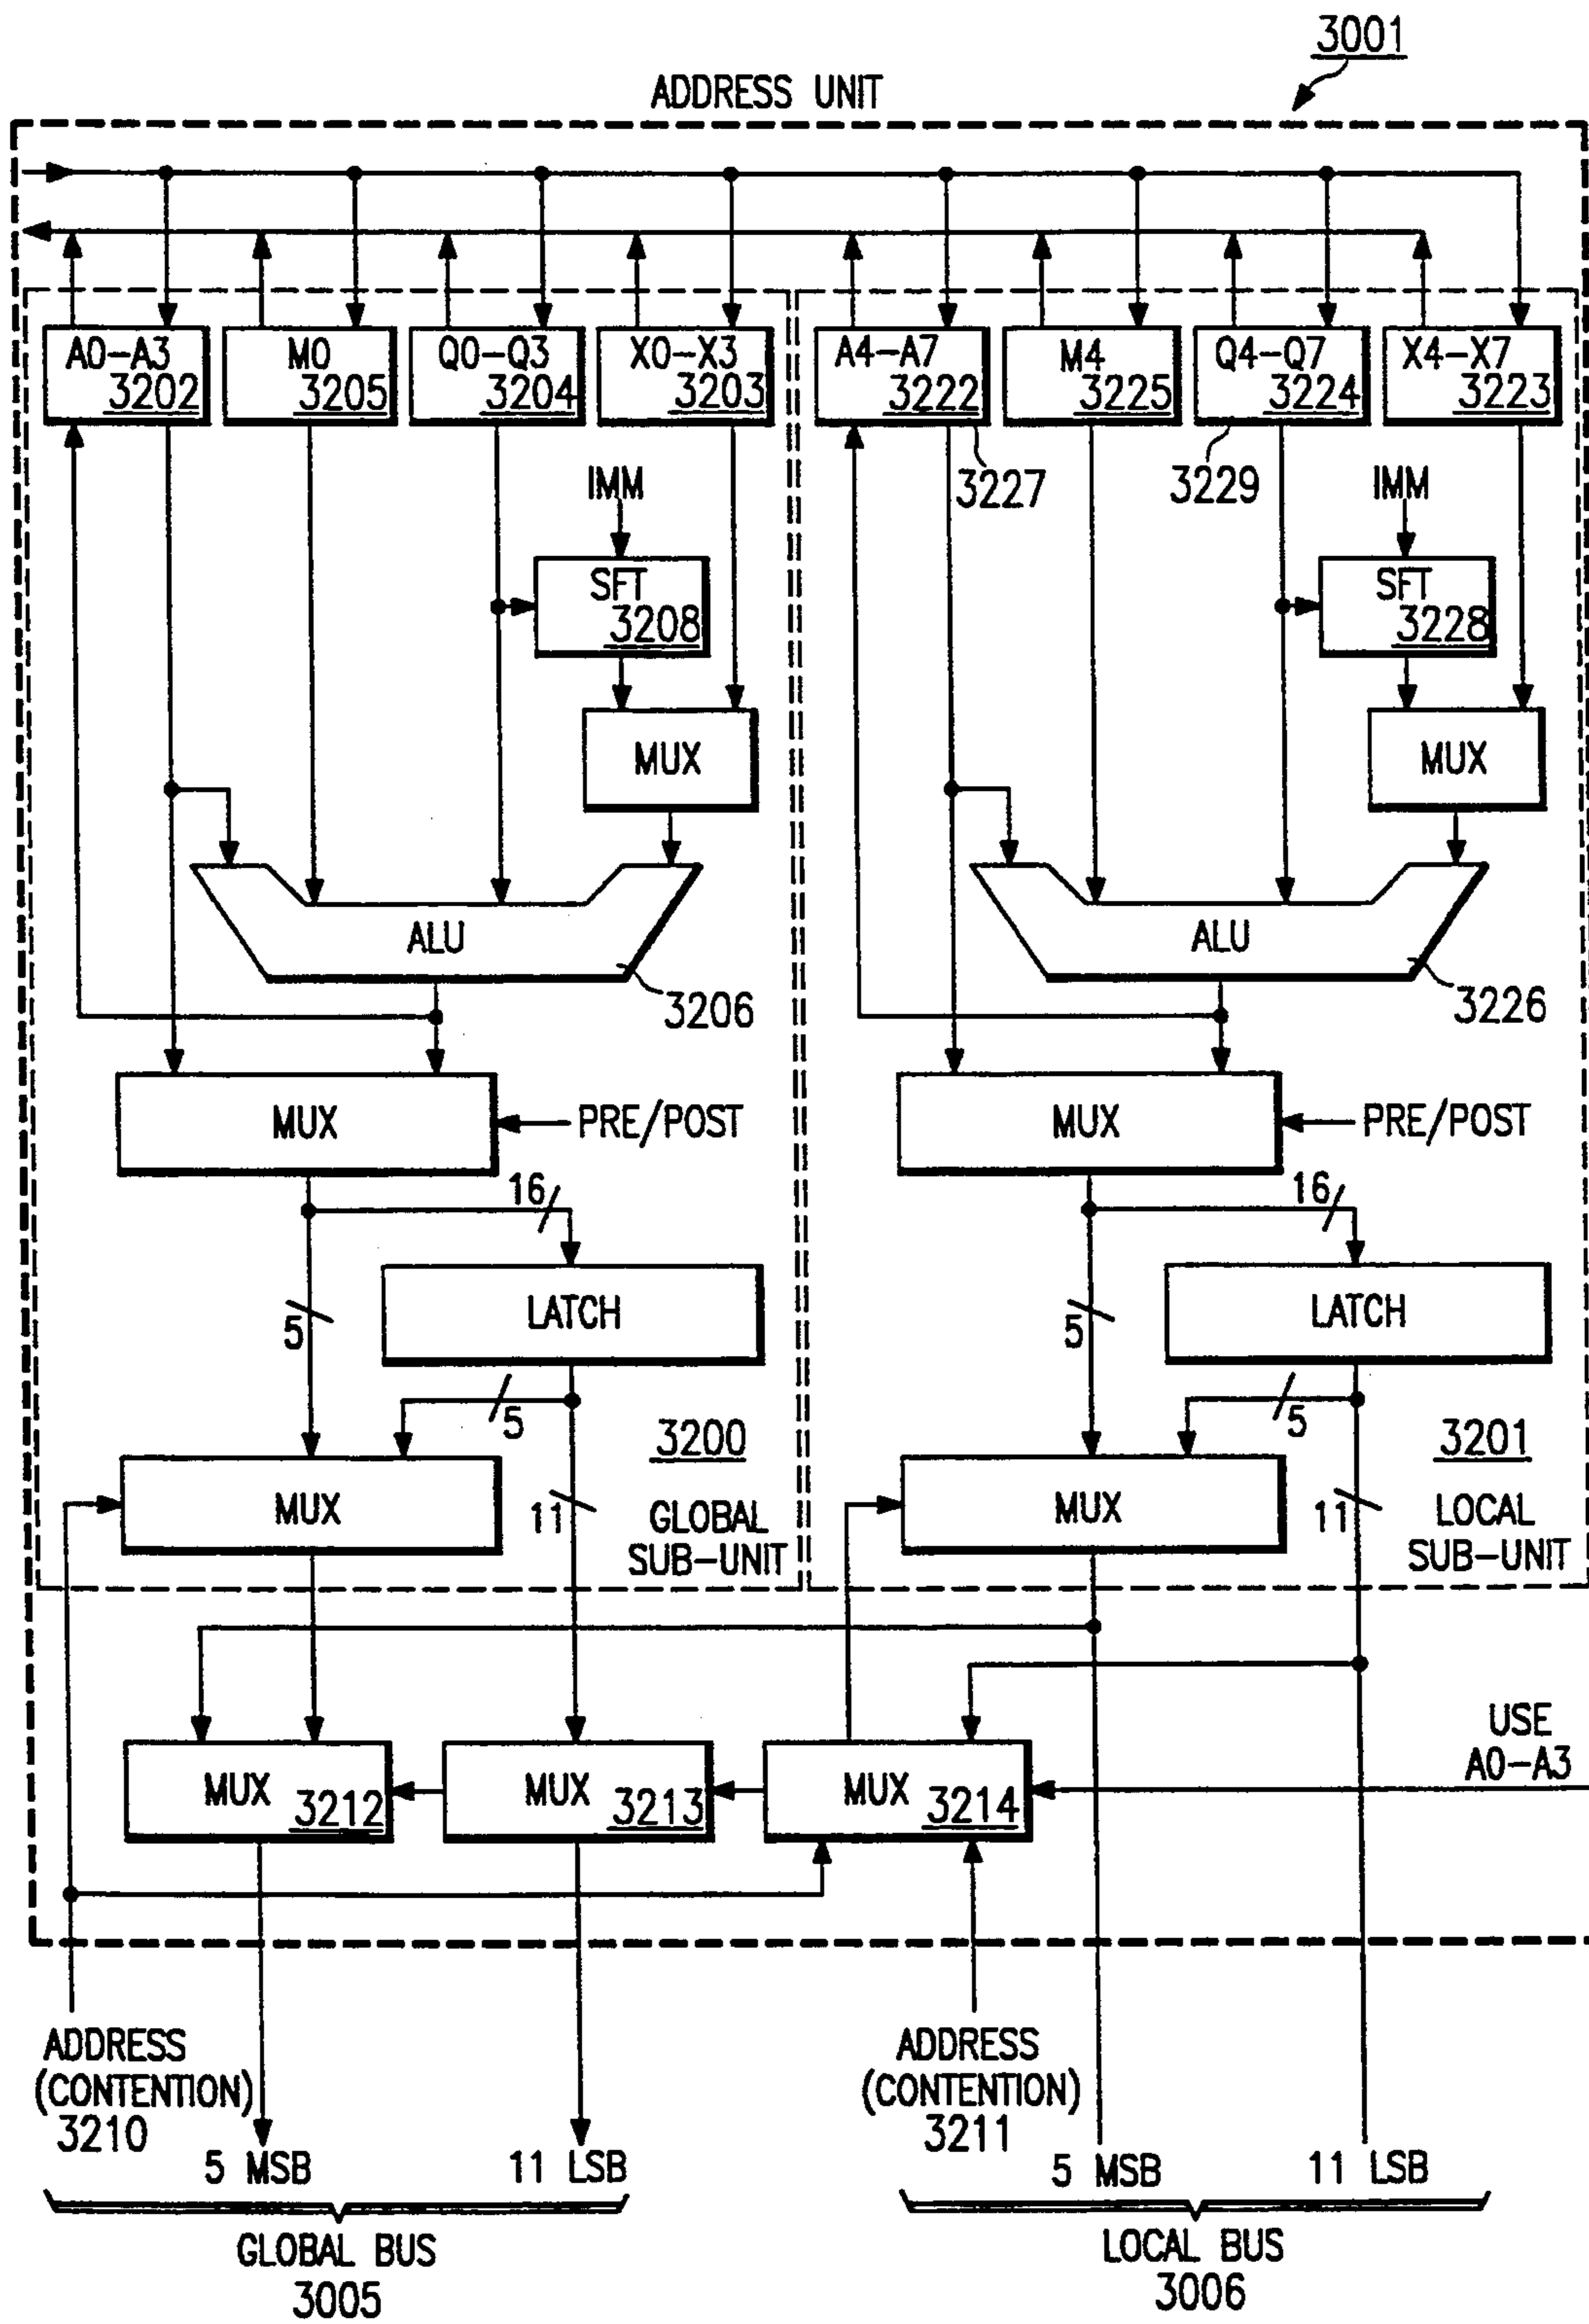 3001
ADDRESS UNIT
A0-A3
3202
M0
3205
Q0-Q3
3204
X0-X3
3203
A4-A7
3222
M4
3225
Q4-Q7
3224
X4-X7
3223
3227
3229
IMM
IMM
SFT
3208
SFT
3228
MUX
MUX
ALU
ALU
3206
3226
MUX
PRE/POST
MUX
PRE/POST
16
16
LATCH
LATCH
5
5
5
5
3200
3201
MUX
11
GLOBAL
SUB-UNIT
MUX
11
LOCAL
SUB-UNIT
USE
A0-A3
MUX
3212
MUX
3213
MUX
3214
ADDRESS
(CONTENTION)
3210
ADDRESS
(CONTENTION)
3211
5 MSB
11 LSB
5 MSB
11 LSB
GLOBAL BUS
3005
LOCAL BUS
3006